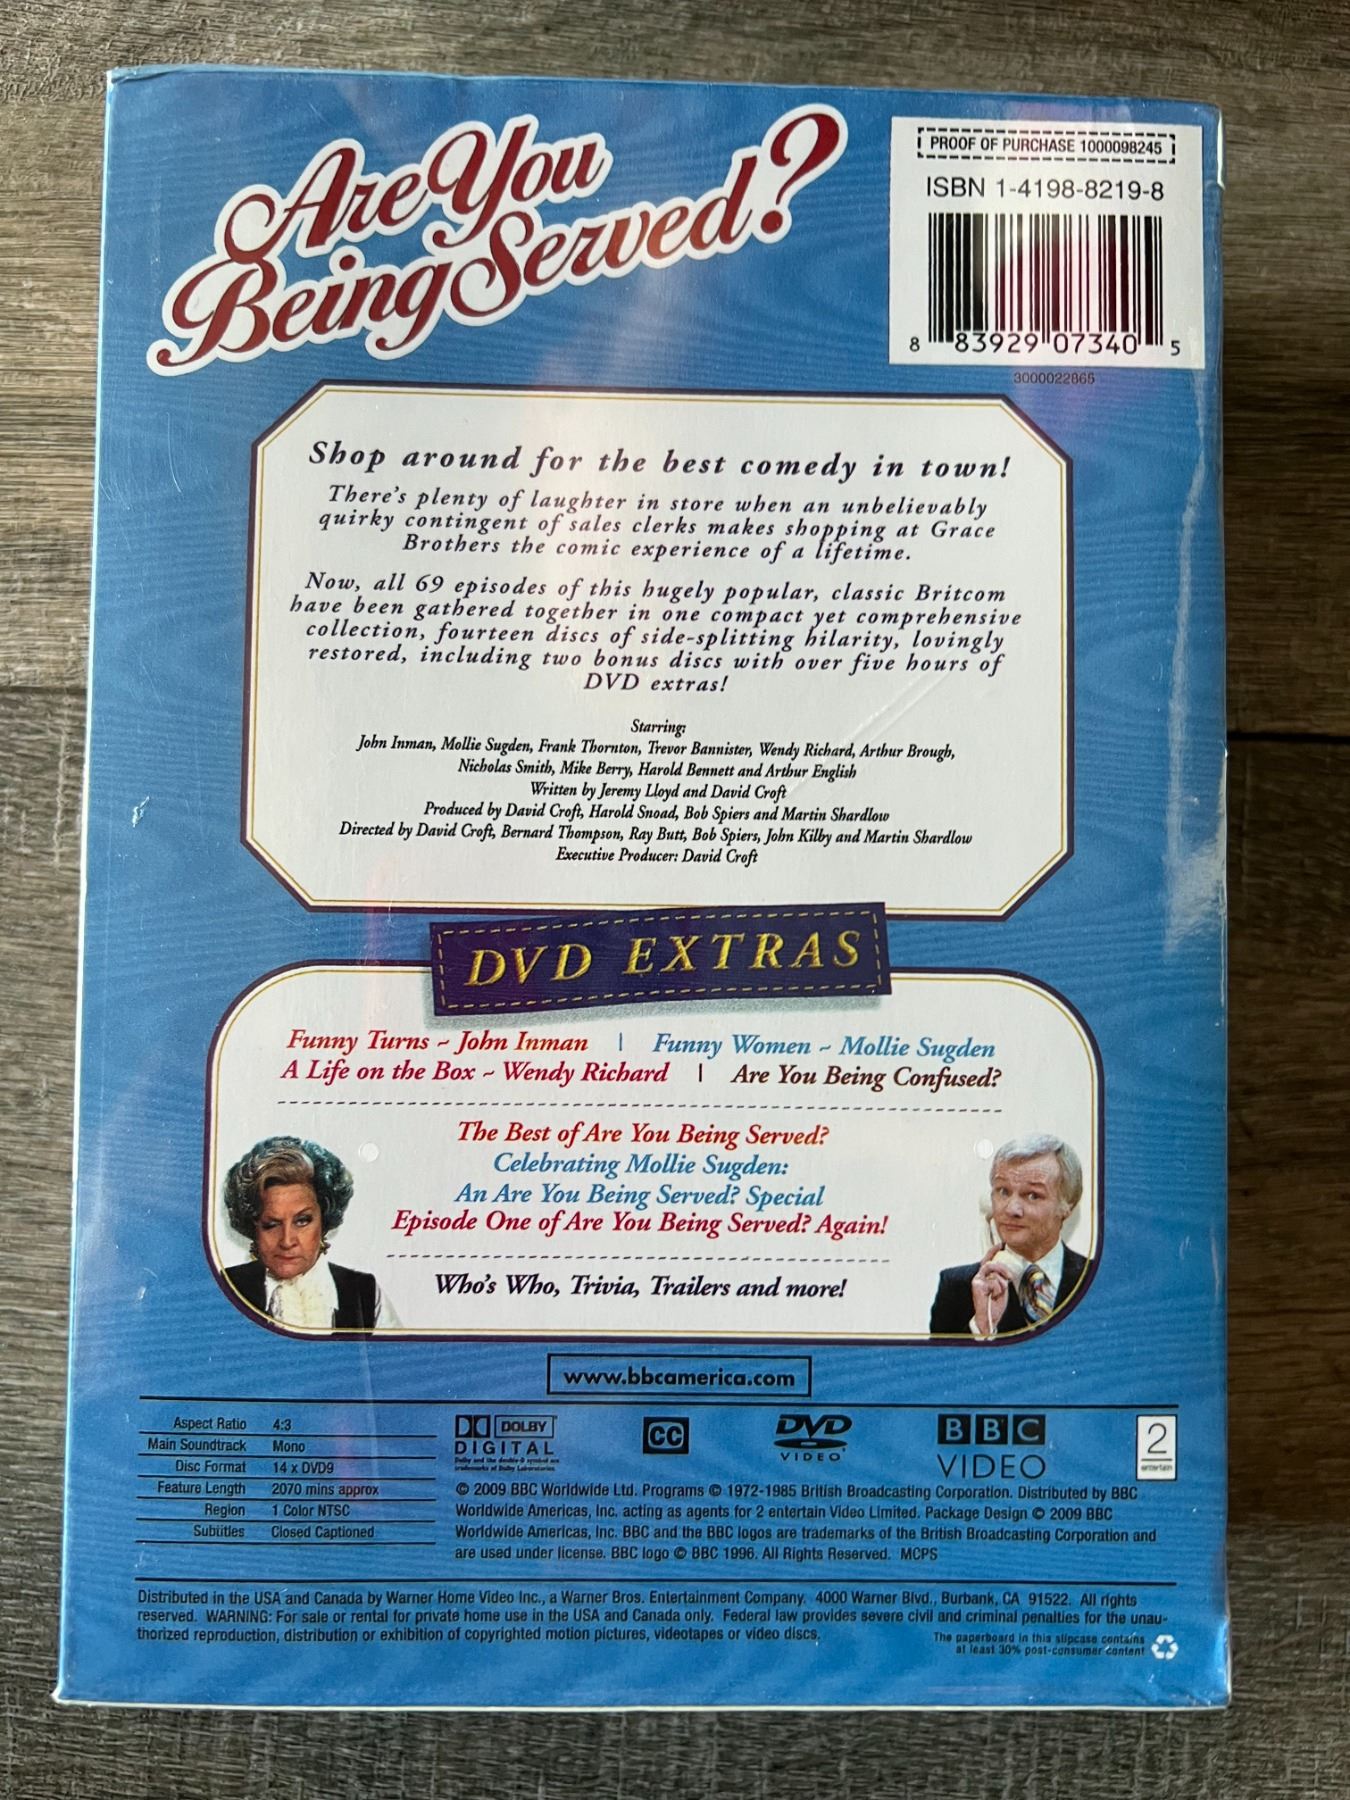 Are You
Being Served?
PROOF OF PURCHASE 1000098245
ISBN 1-4198-8219-8
8 83929 07340 5
3000022865
Shop around for the best comedy in town!
There's plenty of laughter in store when an unbelievably
quirky contingent of sales clerks makes shopping at Grace
Brothers the comic experience of a lifetime.
Now, all 69 episodes of this hugely popular, classic Britcom
have been gathered together in one compact yet comprehensive
collection, fourteen discs of side-splitting hilarity, lovingly
restored, including two bonus discs with over five hours of
DVD extras!
Starring:
John Inman, Mollie Sugden, Frank Thornton, Trevor Bannister, Wendy Richard, Arthur Brough,
Nicholas Smith, Mike Berry, Harold Bennett and Arthur English
Written by Jeremy Lloyd and David Croft
Produced by David Croft, Harold Snoad, Bob Spiers and Martin Shardlow
Directed by David Croft, Bernard Thompson, Ray Butt, Bob Spiers, John Kilby and Martin Shardlow
Executive Producer: David Croft
DVD EXTRAS
Funny Turns ~ John Inman | Funny Women ~ Mollie Sugden
A Life on the Box ~ Wendy Richard | Are You Being Confused?
The Best of Are You Being Served?
Celebrating Mollie Sugden:
An Are You Being Served? Special
Episode One of Are You Being Served? Again!
Who's Who, Trivia, Trailers and more!
www.bbcamerica.com
Aspect Ratio 4:3
Main Soundtrack Mono
Disc Format 14 x DVD9
Feature Length 2070 mins approx
Region 1 Color NTSC
Subtitles Closed Captioned
DOLBY
DIGITAL
Dolby and the double-D symbol are
trademarks of Dolby Laboratories.
CC
DVD
VIDEO
BBC
VIDEO
2
entertain
© 2009 BBC Worldwide Ltd. Programs © 1972-1985 British Broadcasting Corporation. Distributed by BBC
Worldwide Americas, Inc. acting as agents for 2 entertain Video Limited. Package Design © 2009 BBC
Worldwide Americas, Inc. BBC and the BBC logos are trademarks of the British Broadcasting Corporation and
are used under license. BBC logo © BBC 1996. All Rights Reserved. MCPS
Distributed in the USA and Canada by Warner Home Video Inc., a Warner Bros. Entertainment Company. 4000 Warner Blvd., Burbank, CA 91522. All rights
reserved. WARNING: For sale or rental for private home use in the USA and Canada only. Federal law provides severe civil and criminal penalties for the unau-
thorized reproduction, distribution or exhibition of copyrighted motion pictures, videotapes or video discs.
The paperboard in this slipcase contains
at least 30% post-consumer content